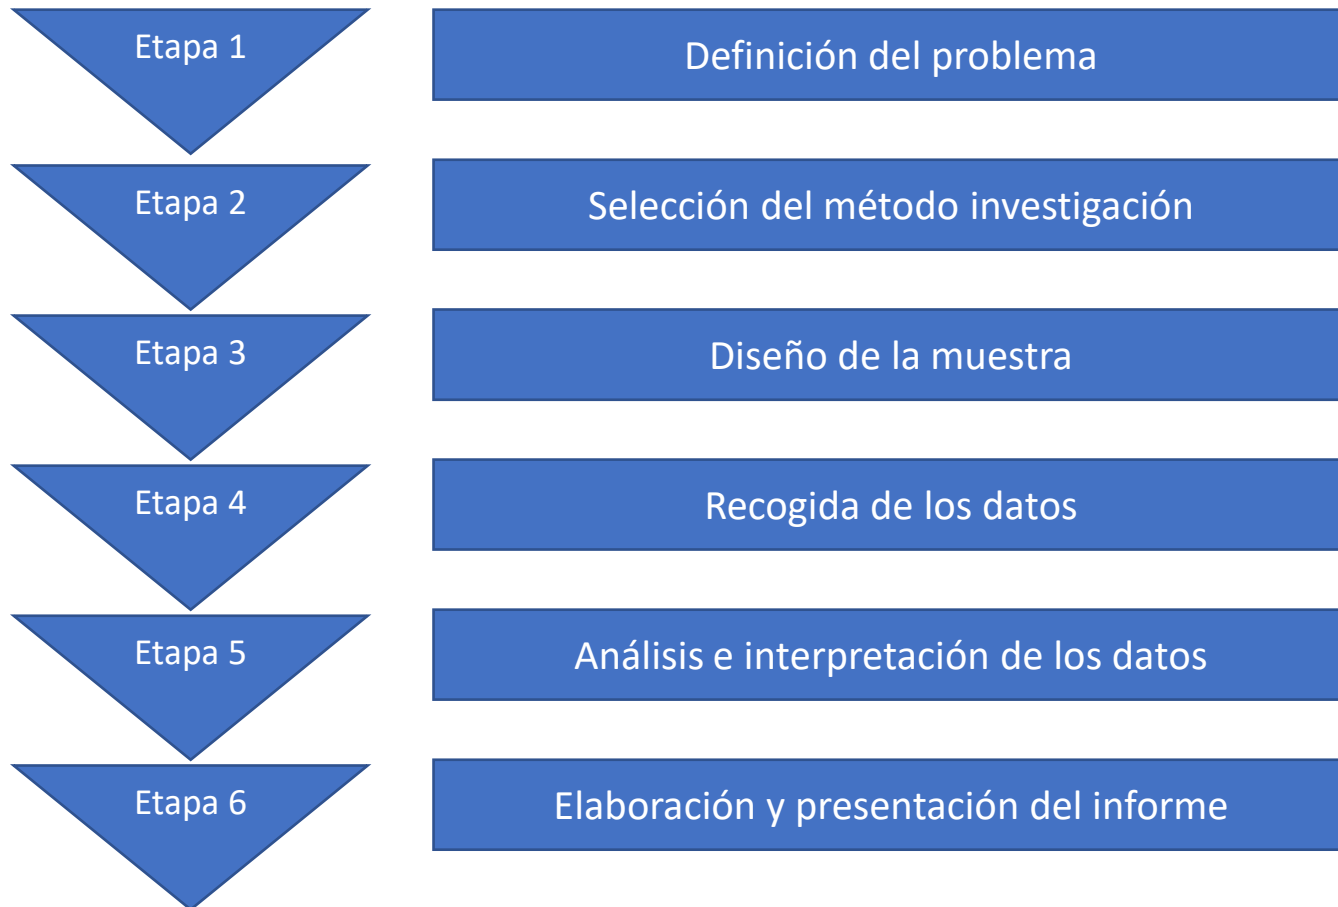 Etapa 1
Definición del problema
Etapa 2
Selección del método investigación
Etapa 3
Diseño de la muestra
Etapa 4
Recogida de los datos
Etapa 5
Análisis e interpretación de los datos
Etapa 6
Elaboración y presentación del informe